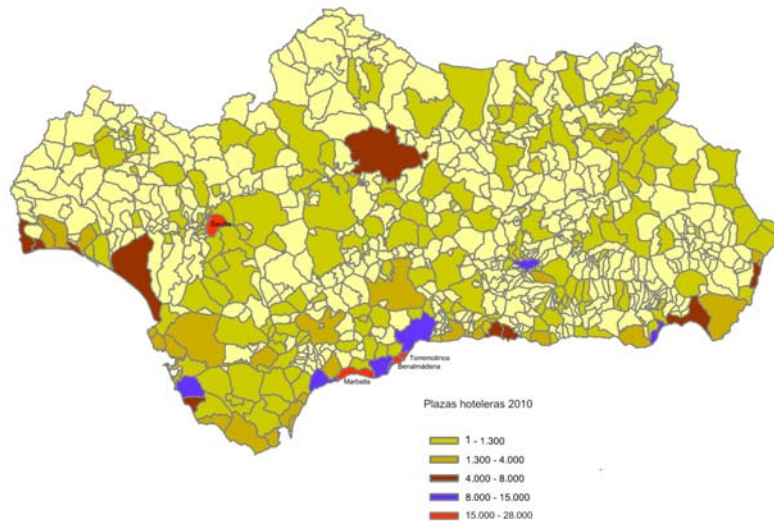 Torremolinos
Benalmádena
Marbella
Plazas hoteleras 2010
1 - 1.300
1.300 - 4.000
4.000 - 8.000
8.000 - 15.000
15.000 - 28.000